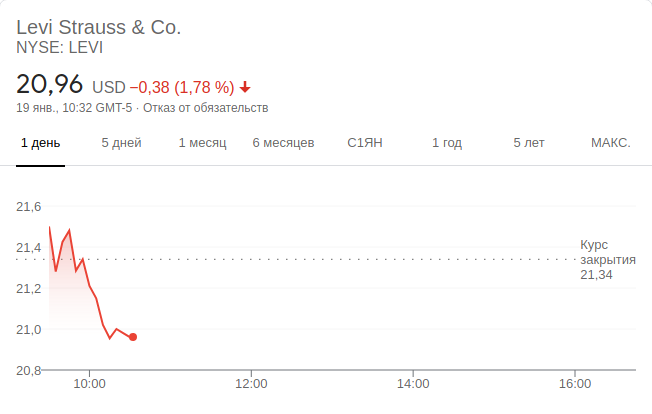 Levi Strauss & Co.
NYSE: LEVI
20,96 USD −0,38 (1,78 %)
19 янв., 10:32 GMT-5 · Отказ от обязательств
1 день 5 дней 1 месяц 6 месяцев С1ЯН 1 год 5 лет МАКС.
21,6
21,4
Курс
закрытия
21,34
21,2
21,0
20,8
10:00 12:00 14:00 16:00